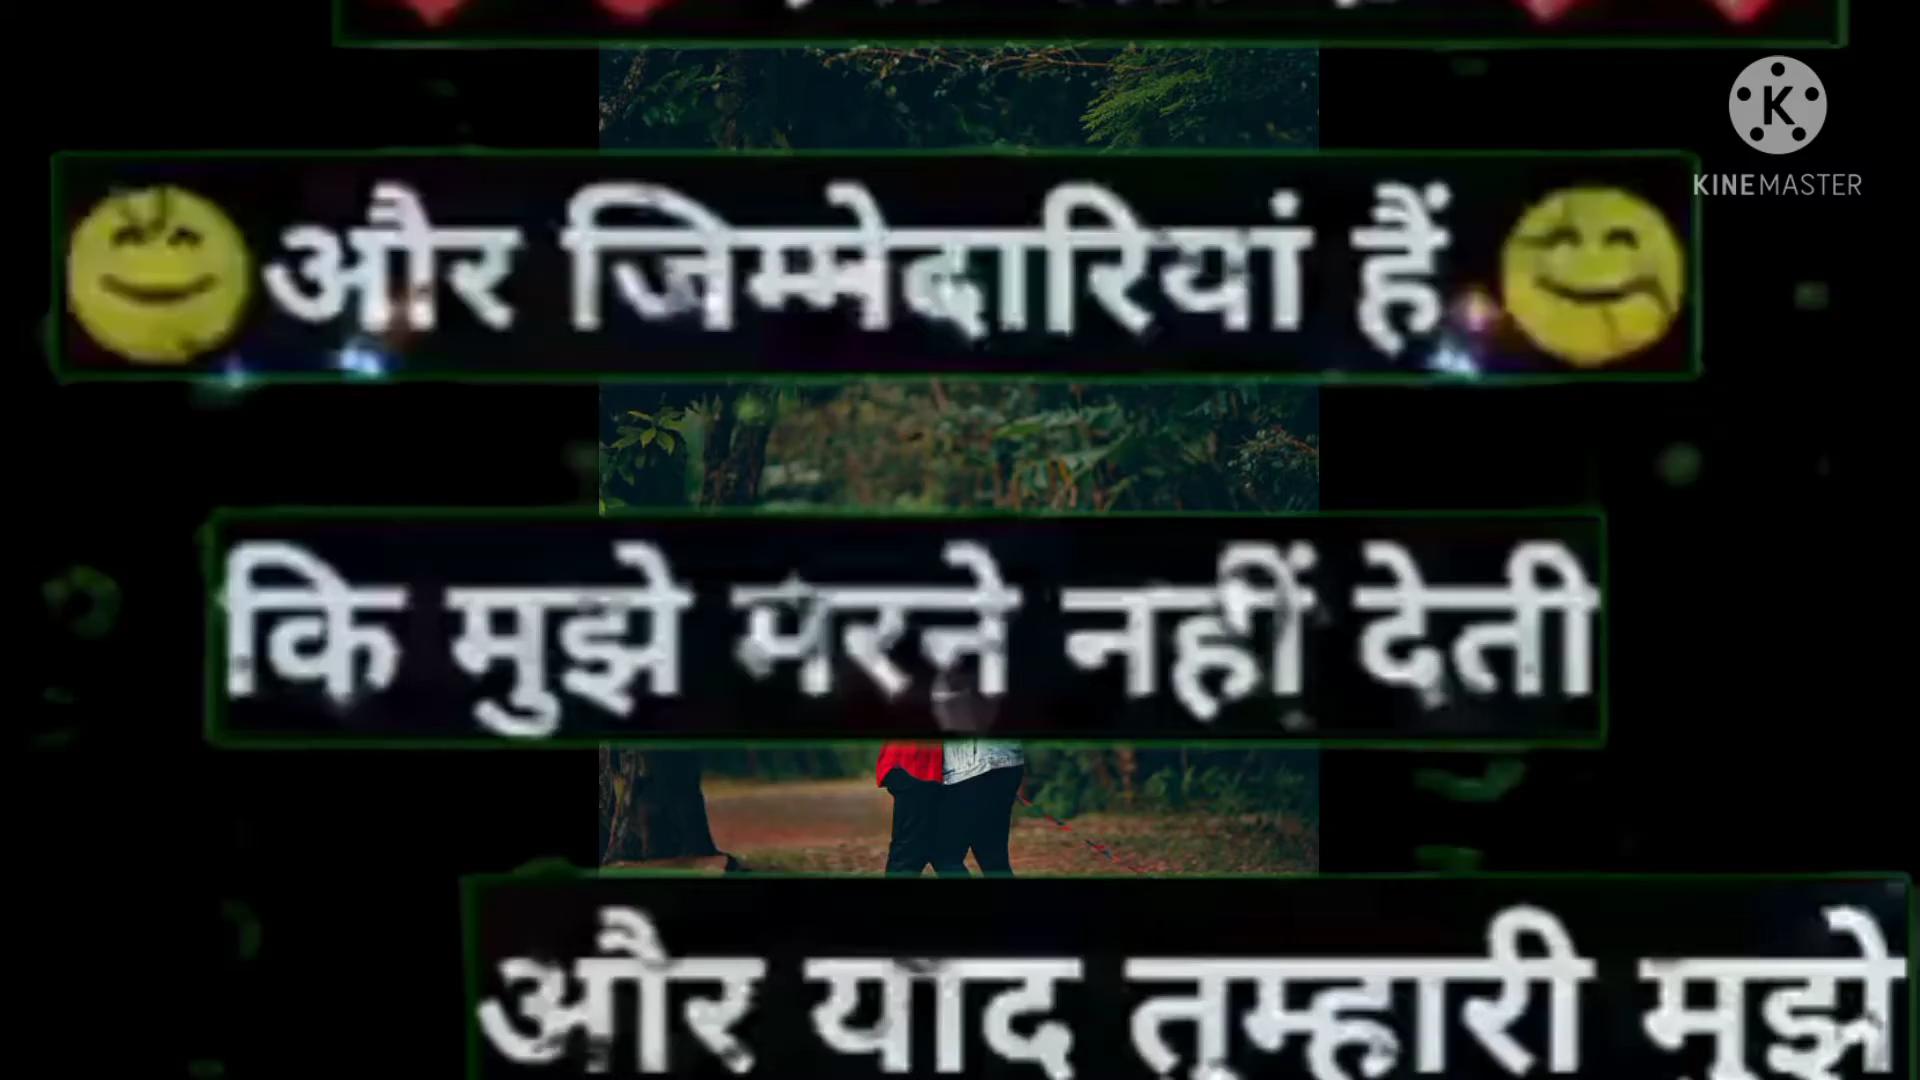 KINEMASTER
😊और जिम्मेदारियां हैं😊
कि मुझे मरने नहीं देती
और याद तुम्हारी मुझे